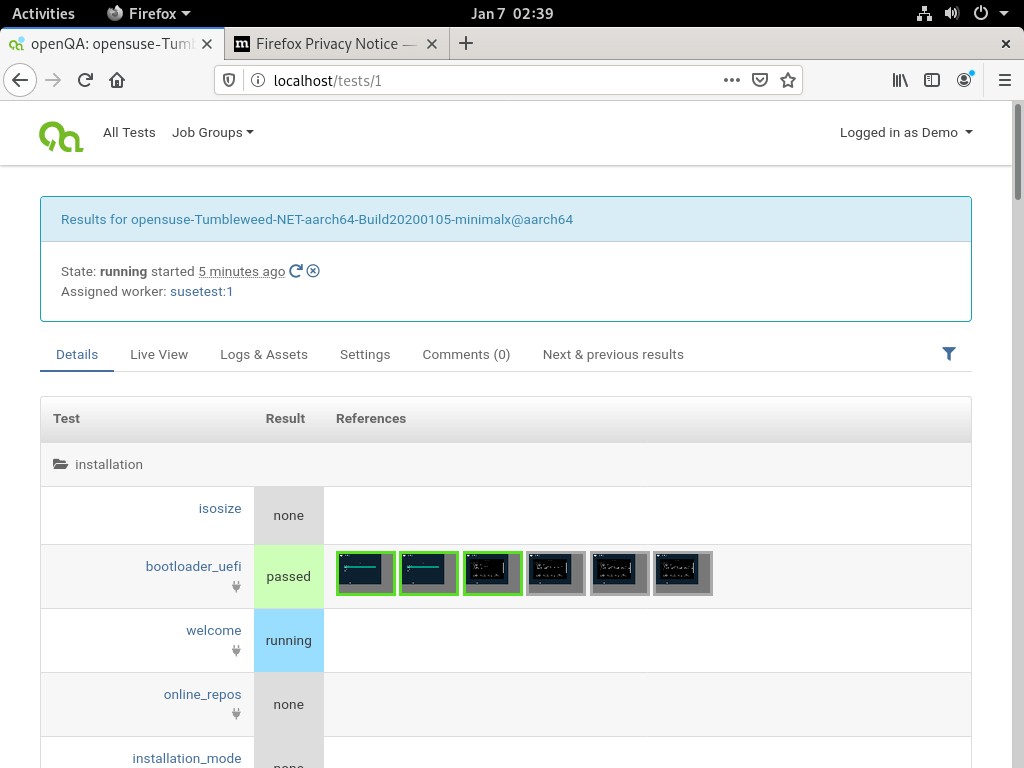 Activities Firefox Jan 7 02:39
openQA: opensuse-Tum Firefox Privacy Notice —
localhost/tests/1
All Tests Job Groups Logged in as Demo
Results for opensuse-Tumbleweed-NET-aarch64-Build20200105-minimalx@aarch64
State: running started 5 minutes ago
Assigned worker: susetest:1
Details Live View Logs & Assets Settings Comments (0) Next & previous results
Test Result References
installation
isosize none
bootloader_uefi passed
welcome running
online_repos none
installation_mode none